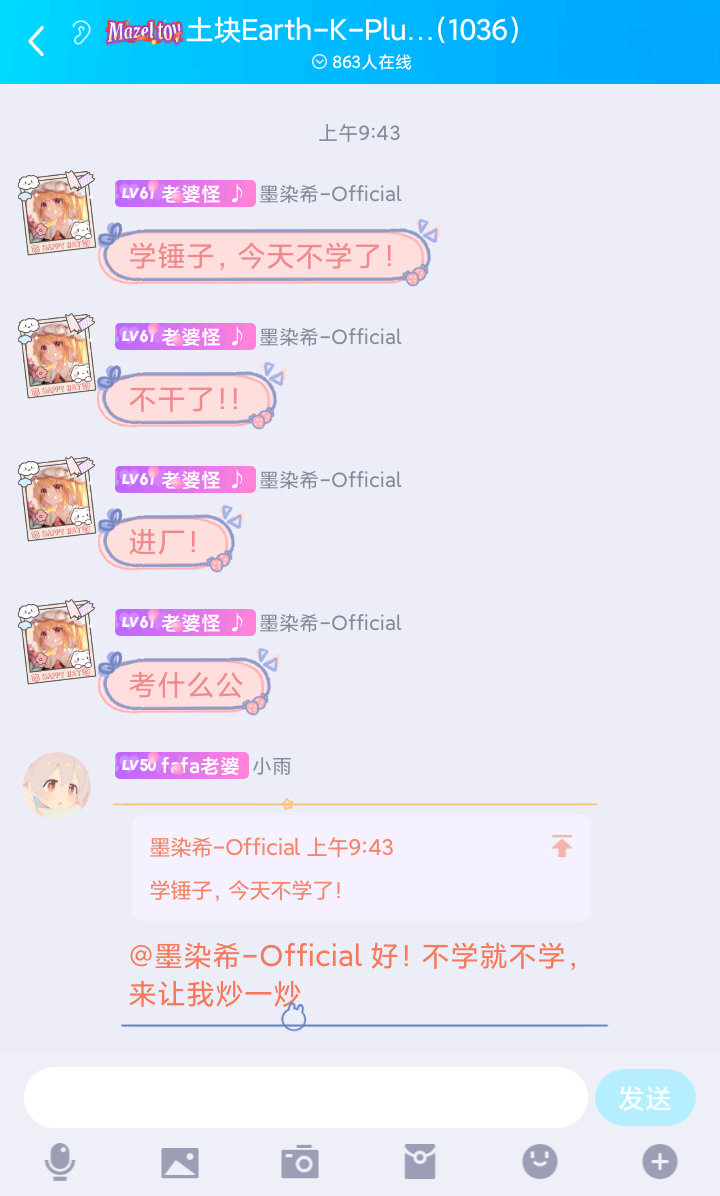 Mazel toy 土块Earth-K-Plu...(1036)
863人在线
上午9:43
LV61 老婆怪 ♪ 墨染希-Official
学锤子，今天不学了！
LV61 老婆怪 ♪ 墨染希-Official
不干了！！
LV61 老婆怪 ♪ 墨染希-Official
进厂！
LV61 老婆怪 ♪ 墨染希-Official
考什么公
LV50 fafa老婆 小雨
墨染希-Official 上午9:43
学锤子，今天不学了！
@墨染希-Official 好！不学就不学，
来让我炒一炒
发送